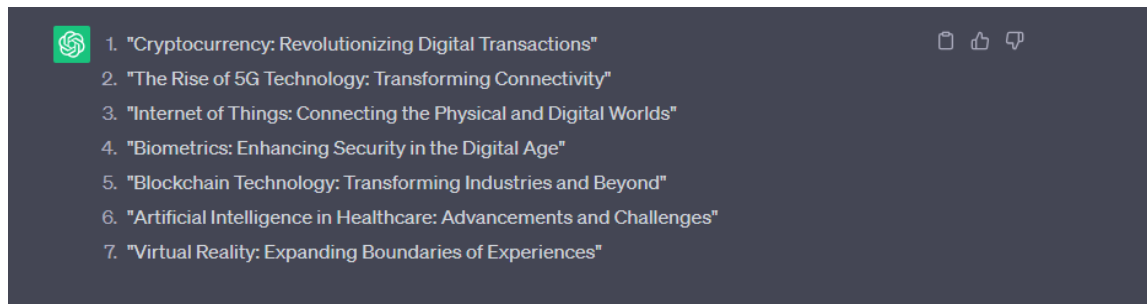 1. "Cryptocurrency: Revolutionizing Digital Transactions"
2. "The Rise of 5G Technology: Transforming Connectivity"
3. "Internet of Things: Connecting the Physical and Digital Worlds"
4. "Biometrics: Enhancing Security in the Digital Age"
5. "Blockchain Technology: Transforming Industries and Beyond"
6. "Artificial Intelligence in Healthcare: Advancements and Challenges"
7. "Virtual Reality: Expanding Boundaries of Experiences"